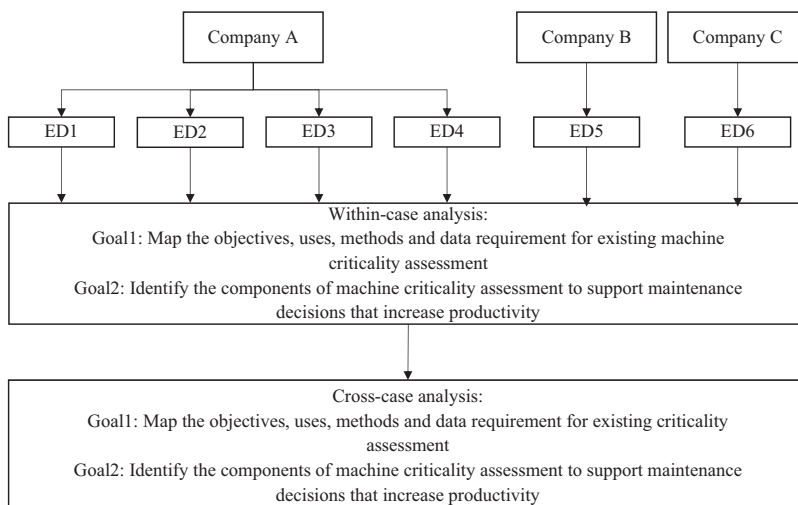 Company A
Company B
Company C
ED1
ED2
ED3
ED4
ED5
ED6
Within-case analysis:
Goal1: Map the objectives, uses, methods and data requirement for existing machine
criticality assessment
Goal2: Identify the components of machine criticality assessment to support maintenance
decisions that increase productivity
Cross-case analysis:
Goal1: Map the objectives, uses, methods and data requirement for existing criticality
assessment
Goal2: Identify the components of machine criticality assessment to support maintenance
decisions that increase productivity